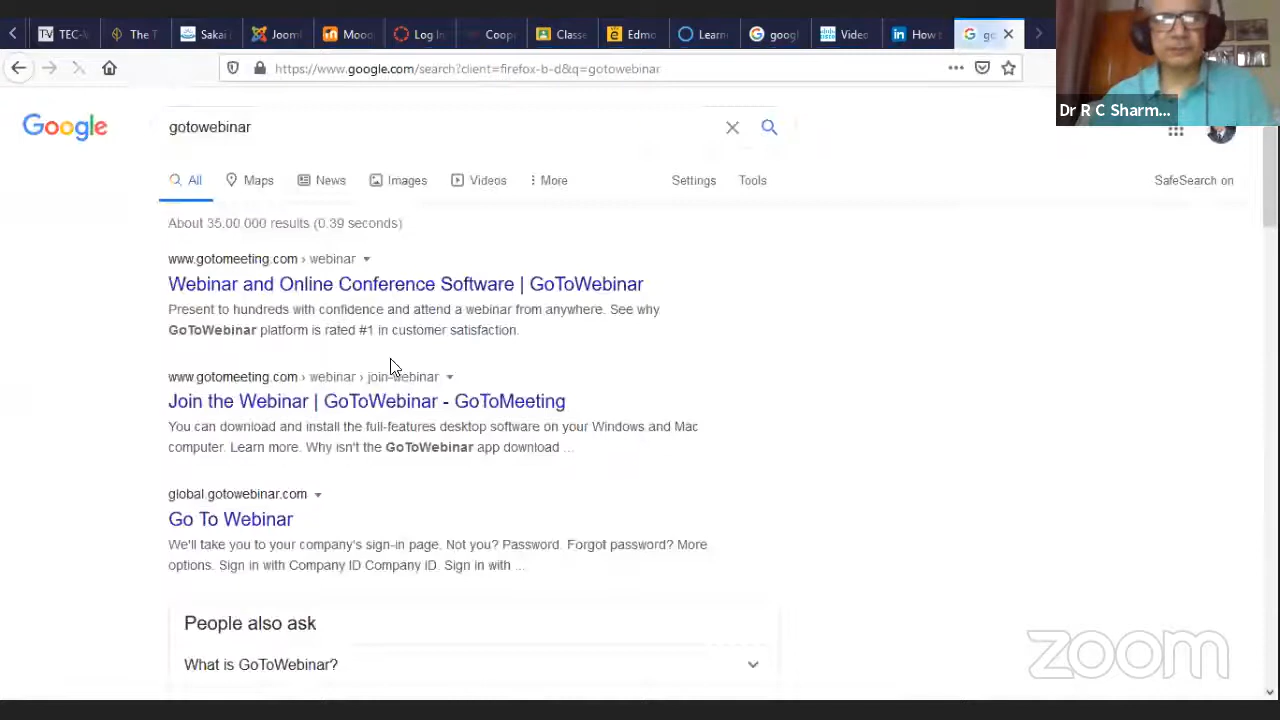 TEC-
The T
Sakai
Jooml
Mood
Log In
Coop
Classe
Edmo
Learn
googl
Video
How t
go
https://www.google.com/search?client=firefox-b-d&q=gotowebinar
Dr R C Sharm...
Google
gotowebinar
All
Maps
News
Images
Videos
More
Settings
Tools
SafeSearch on
About 35,00,000 results (0.39 seconds)
www.gotomeeting.com › webinar
Webinar and Online Conference Software | GoToWebinar
Present to hundreds with confidence and attend a webinar from anywhere. See why
GoToWebinar platform is rated #1 in customer satisfaction.
www.gotomeeting.com › webinar › join-webinar
Join the Webinar | GoToWebinar - GoToMeeting
You can download and install the full-features desktop software on your Windows and Mac
computer. Learn more. Why isn't the GoToWebinar app download ...
global.gotowebinar.com
Go To Webinar
We'll take you to your company's sign-in page. Not you? Password. Forgot password? More
options. Sign in with Company ID Company ID. Sign in with ...
People also ask
What is GoToWebinar?
zoom